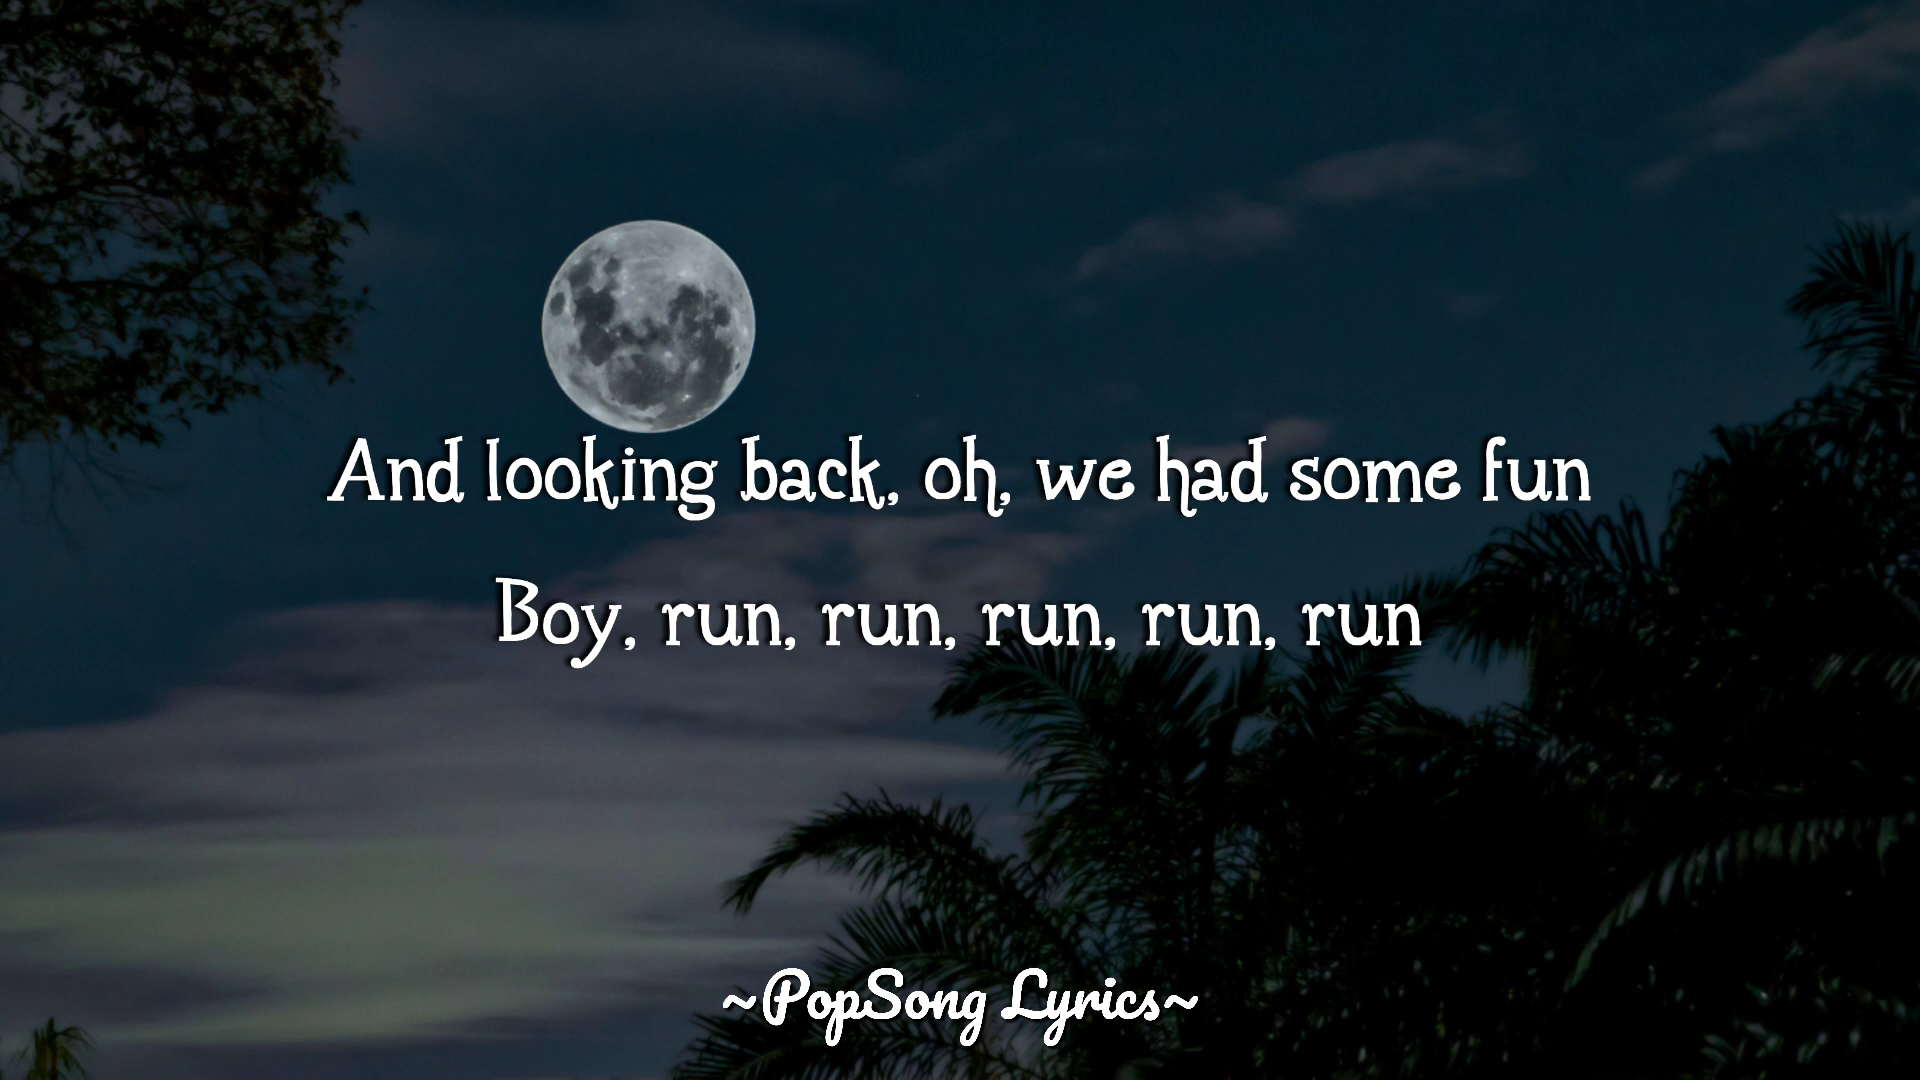 And looking back, oh, we had some fun
Boy, run, run, run, run, run
~PopSong Lyrics~